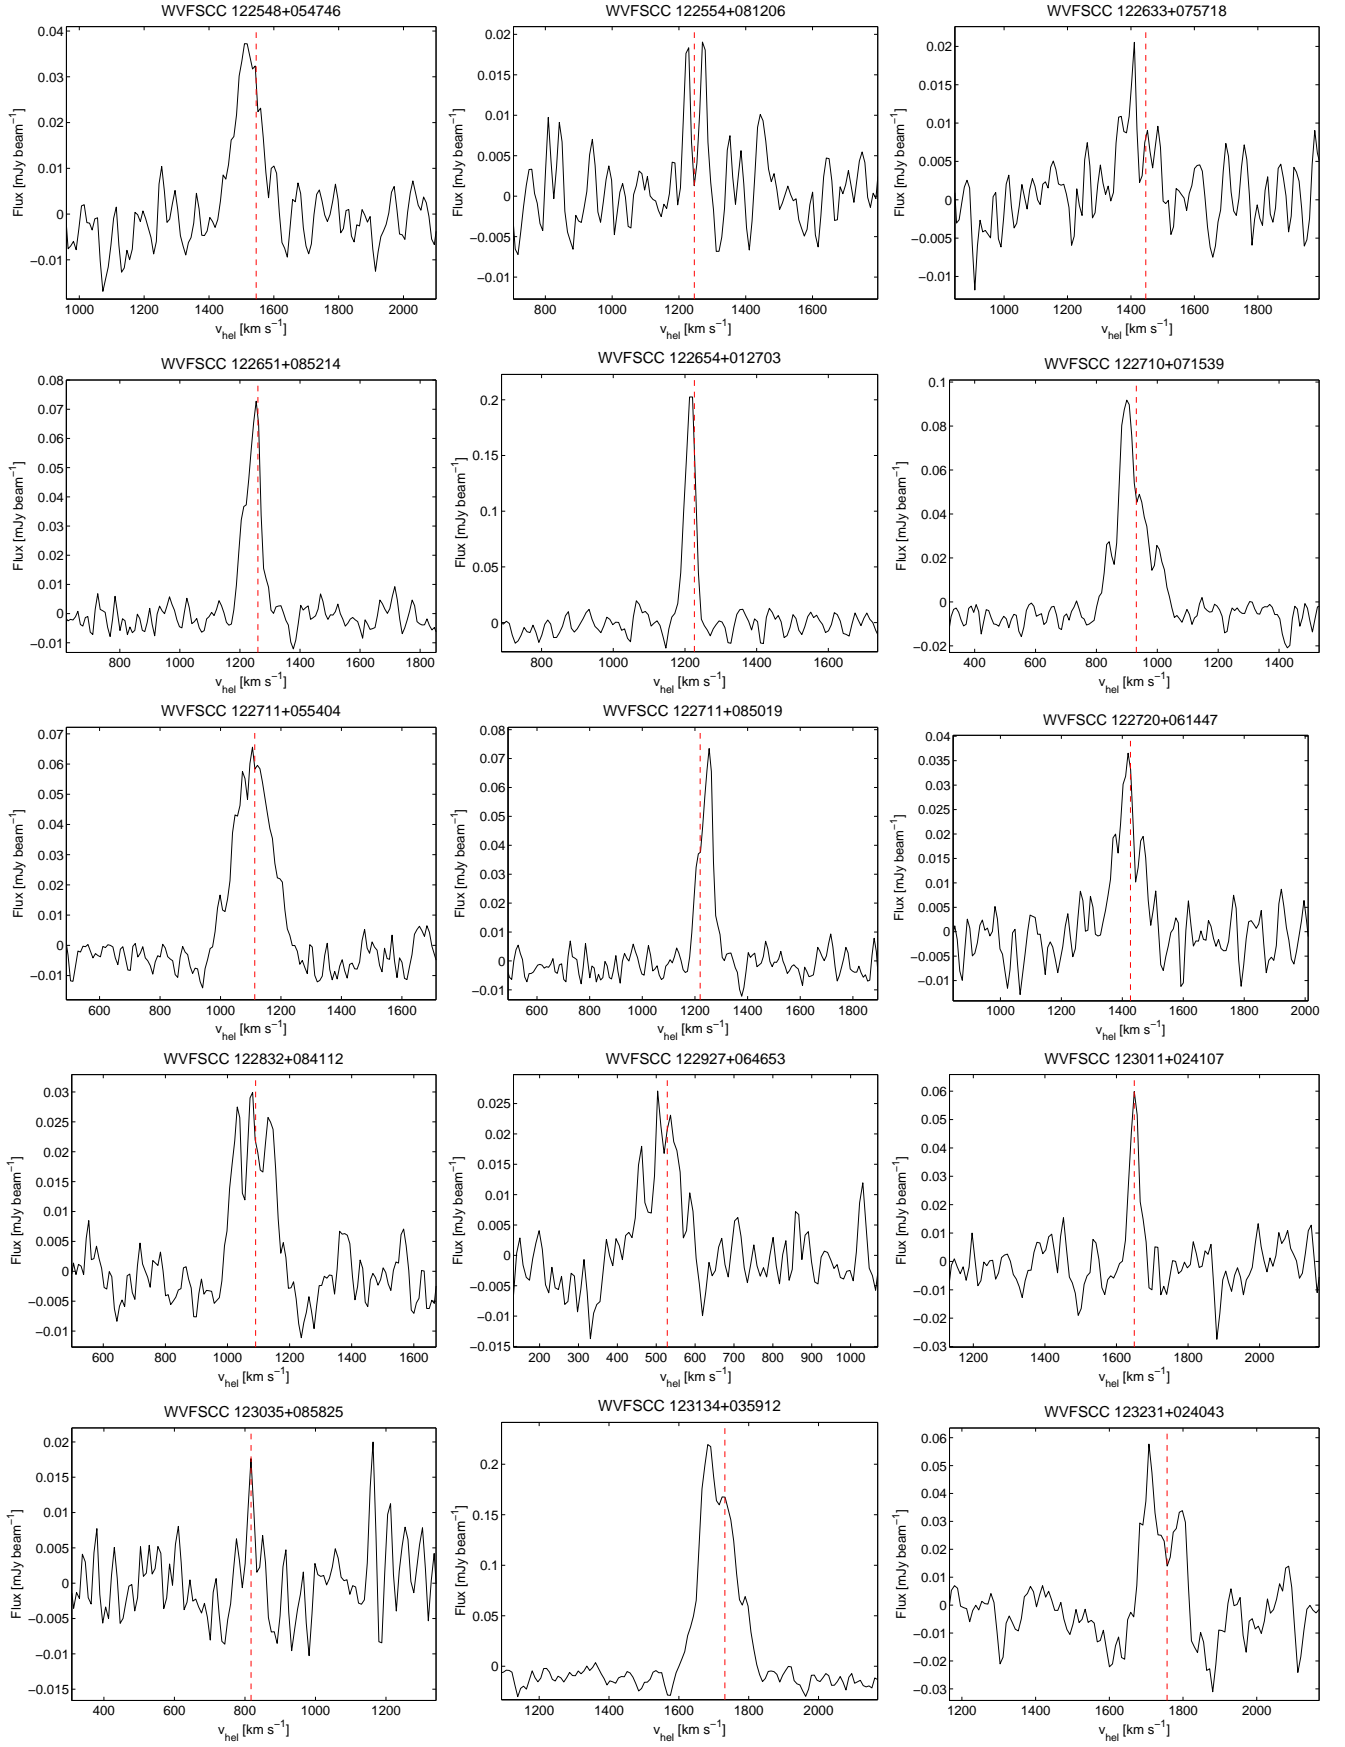 WVFSCC 122548+054746
Flux [mJy beam⁻¹]
0.04
0.03
0.02
0.01
0
−0.01
1000 1200 1400 1600 1800 2000
v_hel [km s⁻¹]
WVFSCC 122554+081206
Flux [mJy beam⁻¹]
0.02
0.015
0.01
0.005
0
−0.005
−0.01
800 1000 1200 1400 1600
v_hel [km s⁻¹]
WVFSCC 122633+075718
Flux [mJy beam⁻¹]
0.02
0.015
0.01
0.005
0
−0.005
−0.01
1000 1200 1400 1600 1800
v_hel [km s⁻¹]
WVFSCC 122651+085214
Flux [mJy beam⁻¹]
0.08
0.07
0.06
0.05
0.04
0.03
0.02
0.01
0
−0.01
800 1000 1200 1400 1600 1800
v_hel [km s⁻¹]
WVFSCC 122654+012703
Flux [mJy beam⁻¹]
0.2
0.15
0.1
0.05
0
800 1000 1200 1400 1600
v_hel [km s⁻¹]
WVFSCC 122710+071539
Flux [mJy beam⁻¹]
0.1
0.08
0.06
0.04
0.02
0
−0.02
400 600 800 1000 1200 1400
v_hel [km s⁻¹]
WVFSCC 122711+055404
Flux [mJy beam⁻¹]
0.07
0.06
0.05
0.04
0.03
0.02
0.01
0
−0.01
600 800 1000 1200 1400 1600
v_hel [km s⁻¹]
WVFSCC 122711+085019
Flux [mJy beam⁻¹]
0.08
0.07
0.06
0.05
0.04
0.03
0.02
0.01
0
−0.01
600 800 1000 1200 1400 1600 1800
v_hel [km s⁻¹]
WVFSCC 122720+061447
Flux [mJy beam⁻¹]
0.04
0.035
0.03
0.025
0.02
0.015
0.01
0.005
0
−0.005
−0.01
1000 1200 1400 1600 1800 2000
v_hel [km s⁻¹]
WVFSCC 122832+084112
Flux [mJy beam⁻¹]
0.03
0.025
0.02
0.015
0.01
0.005
0
−0.005
−0.01
600 800 1000 1200 1400 1600
v_hel [km s⁻¹]
WVFSCC 122927+064653
Flux [mJy beam⁻¹]
0.025
0.02
0.015
0.01
0.005
0
−0.005
−0.01
−0.015
200 300 400 500 600 700 800 900 1000
v_hel [km s⁻¹]
WVFSCC 123011+024107
Flux [mJy beam⁻¹]
0.06
0.05
0.04
0.03
0.02
0.01
0
−0.01
−0.02
−0.03
1200 1400 1600 1800 2000
v_hel [km s⁻¹]
WVFSCC 123035+085825
Flux [mJy beam⁻¹]
0.02
0.015
0.01
0.005
0
−0.005
−0.01
−0.015
400 600 800 1000 1200
v_hel [km s⁻¹]
WVFSCC 123134+035912
Flux [mJy beam⁻¹]
0.2
0.15
0.1
0.05
0
1200 1400 1600 1800 2000
v_hel [km s⁻¹]
WVFSCC 123231+024043
Flux [mJy beam⁻¹]
0.06
0.05
0.04
0.03
0.02
0.01
0
−0.01
−0.02
−0.03
1200 1400 1600 1800 2000
v_hel [km s⁻¹]